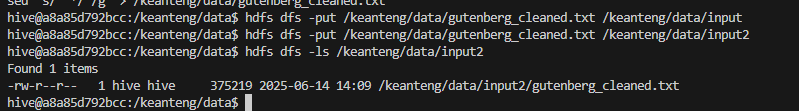 sed 's/ */ /g' > /keanteng/data/gutenberg_cleaned.txt
hive@a8a85d792bcc:/keanteng/data$ hdfs dfs -put /keanteng/data/gutenberg_cleaned.txt /keanteng/data/input
hive@a8a85d792bcc:/keanteng/data$ hdfs dfs -put /keanteng/data/gutenberg_cleaned.txt /keanteng/data/input2
hive@a8a85d792bcc:/keanteng/data$ hdfs dfs -ls /keanteng/data/input2
Found 1 items
-rw-r--r--   1 hive hive     375219 2025-06-14 14:09 /keanteng/data/input2/gutenberg_cleaned.txt
hive@a8a85d792bcc:/keanteng/data$